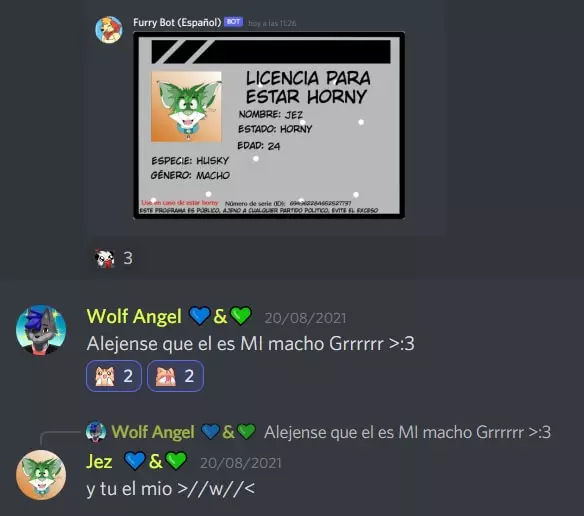 Furry Bot (Español) BOT hoy a las 11:26
LICENCIA PARA
ESTAR HORNY
NOMBRE: JEZ
ESTADO: HORNY
EDAD: 24
ESPECIE: HUSKY
GÉNERO: MACHO
Use en caso de estar horny Número de serie (ID):
ESTE PROGRAMA ES PÚBLICO, AJENO A CUALQUIER PARTIDO POLITICO, EVITE EL EXCESO
3
Wolf Angel 💙&💚 20/08/2021
Alejense que el es MI macho Grrrrrr >:3
2 2
Wolf Angel 💙&💚 Alejense que el es MI macho Grrrrrr >:3
Jez 💙&💚 20/08/2021
y tu el mio >//w//<